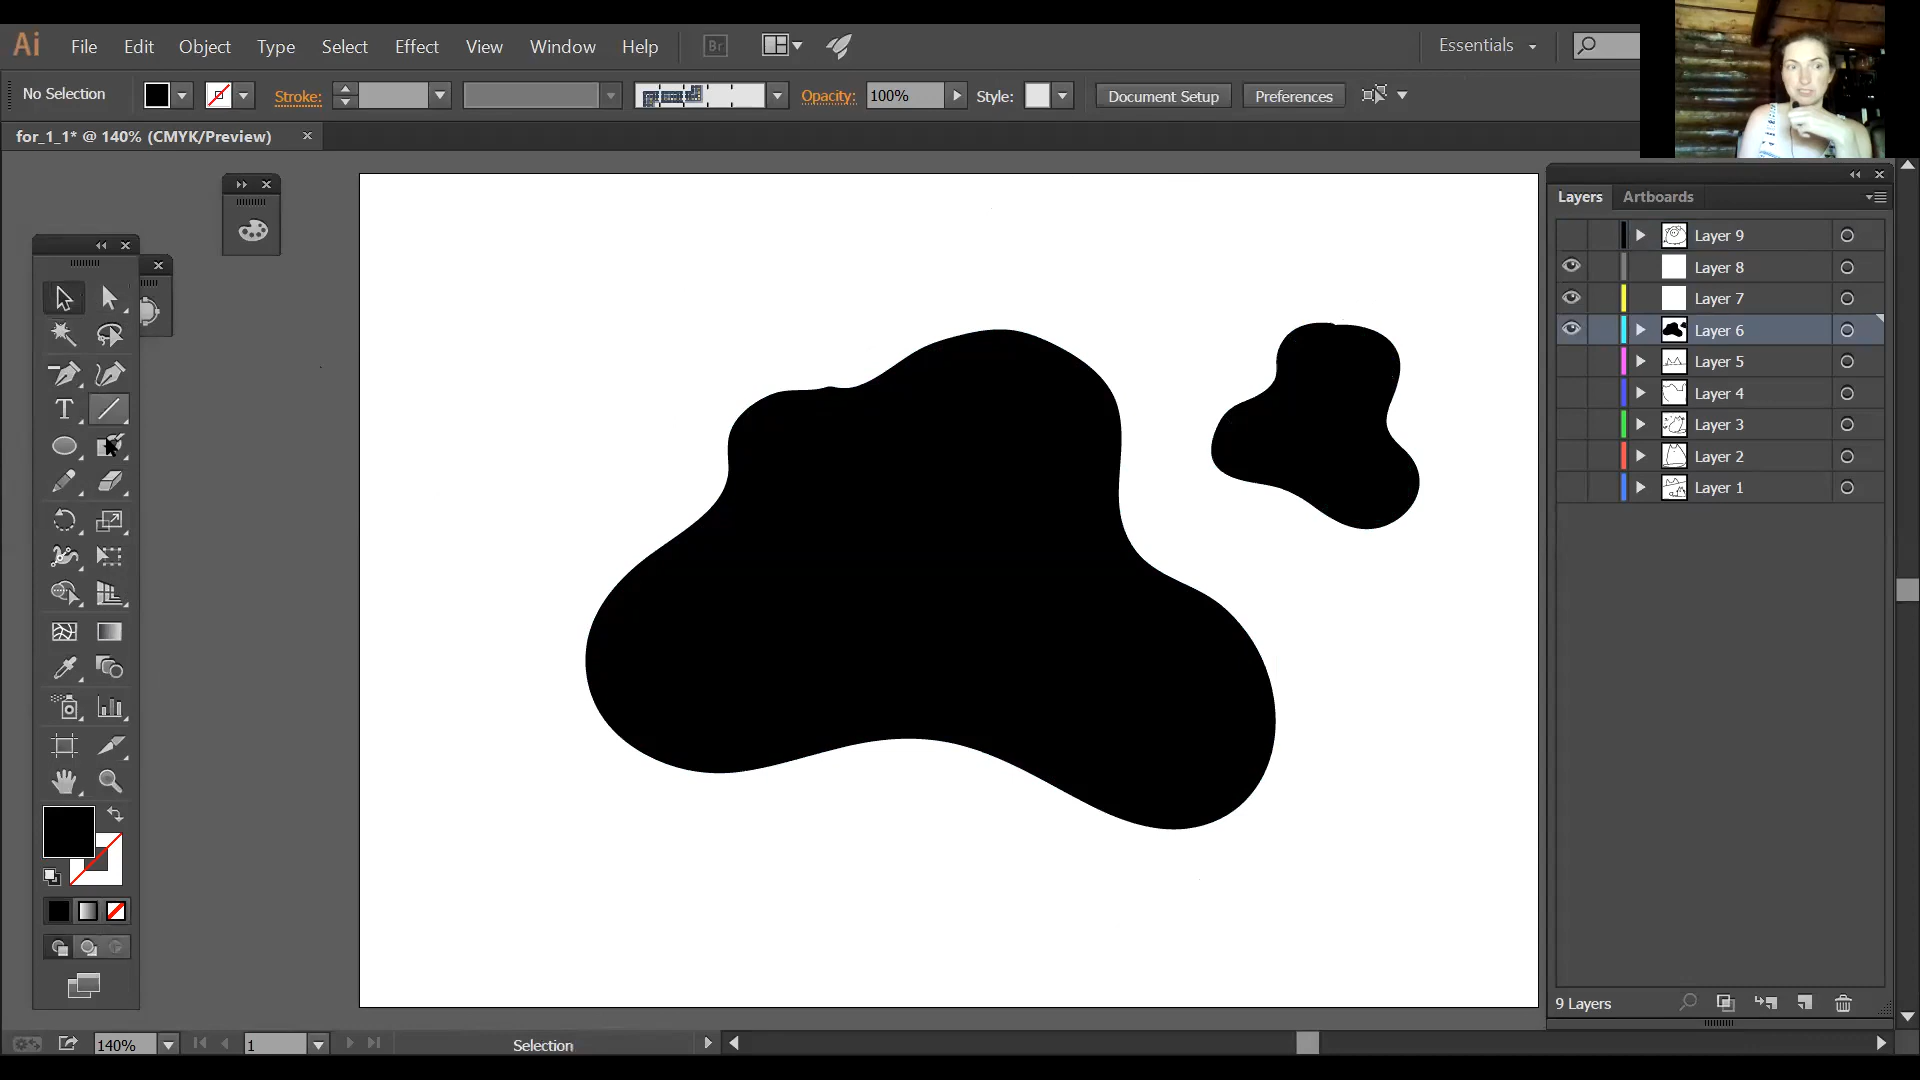 Ai File Edit Object Type Select Effect View Window Help Br Essentials
No Selection Stroke: Opacity: 100% Style: Document Setup Preferences
for_1_1* @ 140% (CMYK/Preview)
Layers Artboards
Layer 9
Layer 8
Layer 7
Layer 6
Layer 5
Layer 4
Layer 3
Layer 2
Layer 1
T
9 Layers
140% 1 Selection